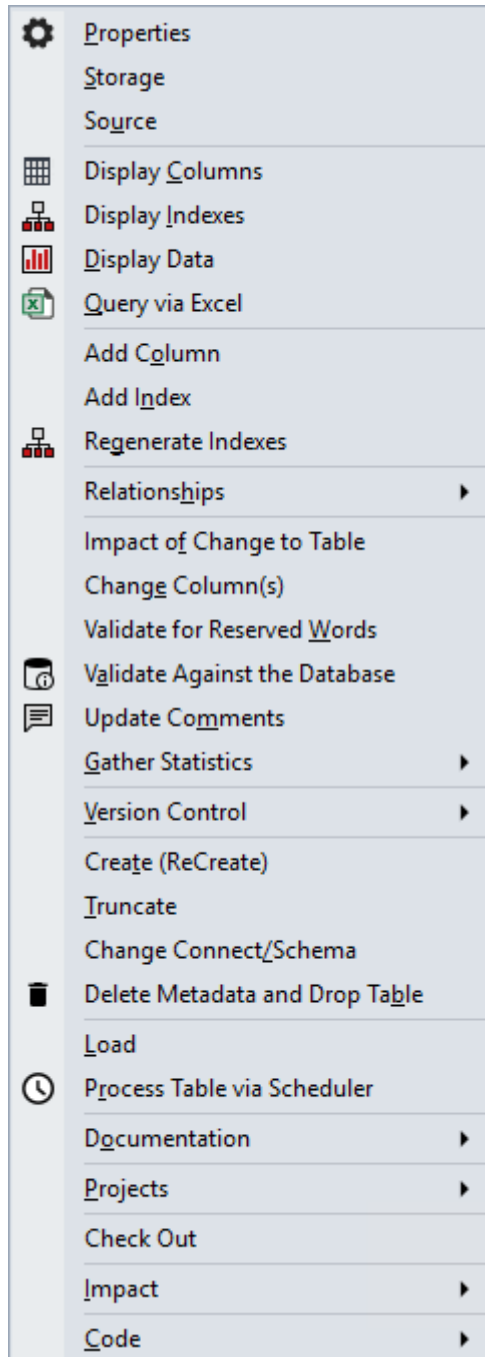 Properties
Storage
Source
Display Columns
Display Indexes
Display Data
Query via Excel
Add Column
Add Index
Regenerate Indexes
Relationships
Impact of Change to Table
Change Column(s)
Validate for Reserved Words
Validate Against the Database
Update Comments
Gather Statistics
Version Control
Create (ReCreate)
Truncate
Change Connect/Schema
Delete Metadata and Drop Table
Load
Process Table via Scheduler
Documentation
Projects
Check Out
Impact
Code